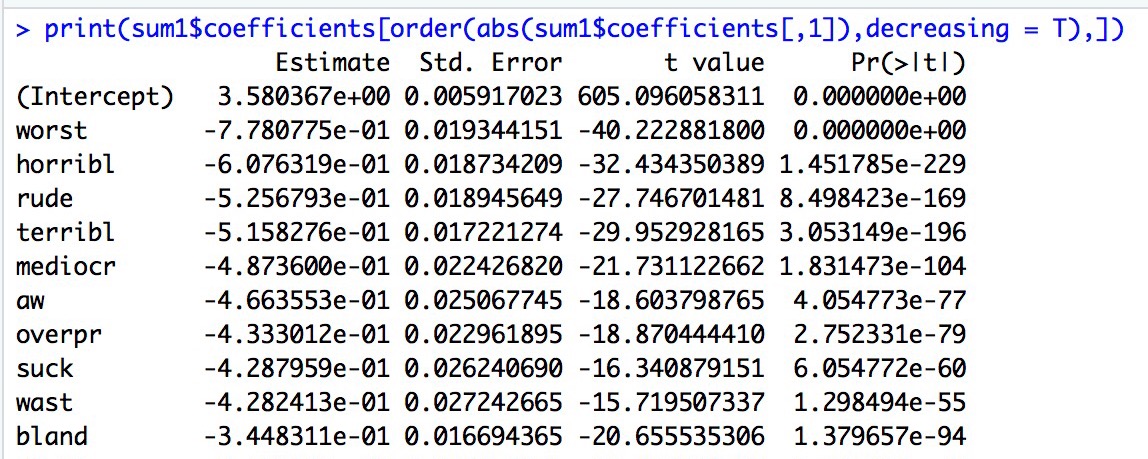 > print(sum1$coefficients[order(abs(sum1$coefficients[,1]),decreasing = T),])
Estimate Std. Error t value Pr(>|t|)
(Intercept) 3.580367e+00 0.005917023 605.096058311 0.000000e+00
worst -7.780775e-01 0.019344151 -40.222881800 0.000000e+00
horribl -6.076319e-01 0.018734209 -32.434350389 1.451785e-229
rude -5.256793e-01 0.018945649 -27.746701481 8.498423e-169
terribl -5.158276e-01 0.017221274 -29.952928165 3.053149e-196
mediocr -4.873600e-01 0.022426820 -21.731122662 1.831473e-104
aw -4.663553e-01 0.025067745 -18.603798765 4.054773e-77
overpr -4.333012e-01 0.022961895 -18.870444410 2.752331e-79
suck -4.287959e-01 0.026240690 -16.340879151 6.054772e-60
wast -4.282413e-01 0.027242665 -15.719507337 1.298494e-55
bland -3.448311e-01 0.016694365 -20.655535306 1.379657e-94